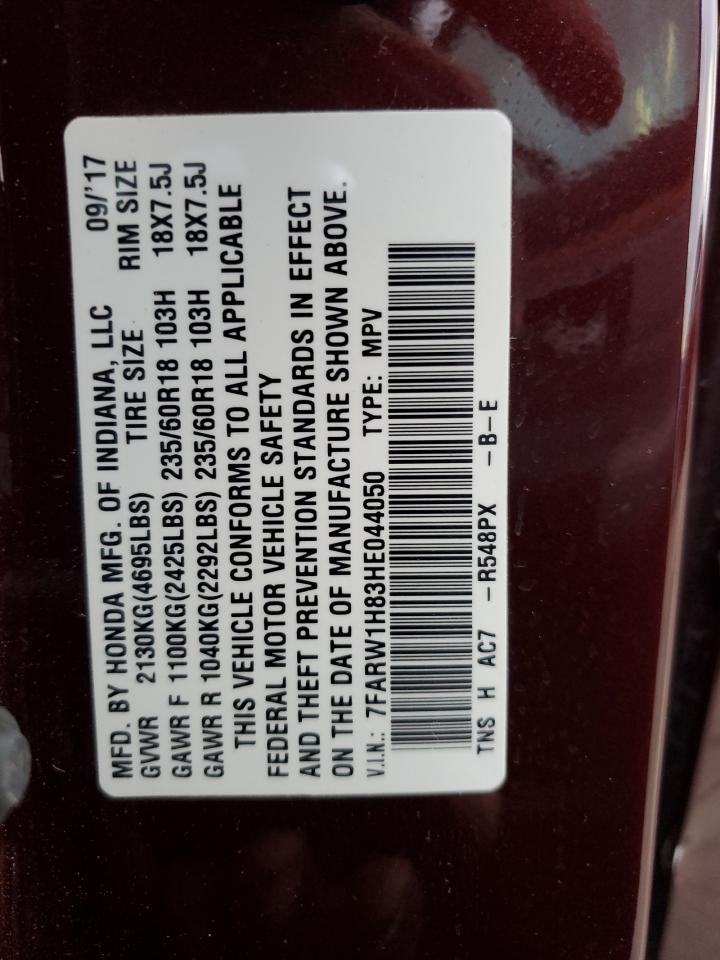 MFD. BY HONDA MFG. OF INDIANA, LLC 09/'17
GVWR 2130KG(4695LBS) TIRE SIZE RIM SIZE
GAWR F 1100KG(2425LBS) 235/60R18 103H 18X7.5J
GAWR R 1040KG(2292LBS) 235/60R18 103H 18X7.5J
THIS VEHICLE CONFORMS TO ALL APPLICABLE
FEDERAL MOTOR VEHICLE SAFETY
AND THEFT PREVENTION STANDARDS IN EFFECT
ON THE DATE OF MANUFACTURE SHOWN ABOVE.
V.I.N.: 7FARW1H83HE044050 TYPE: MPV
TNS H AC7 -R548PX -B-E